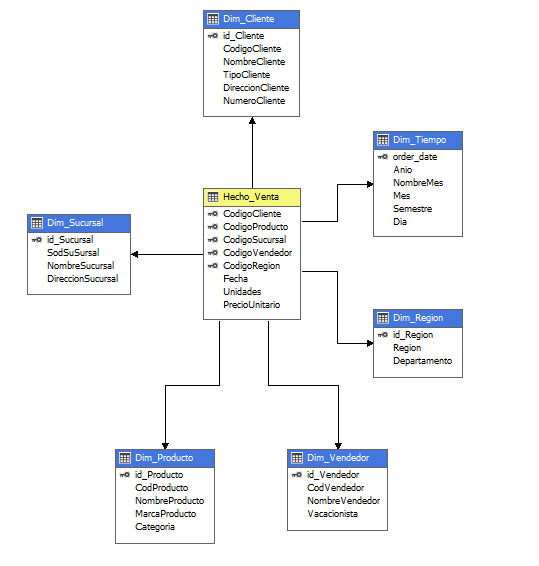 Dim_Cliente
id_Cliente
CodigoCliente
NombreCliente
TipoCliente
DireccionCliente
NumeroCliente
Dim_Tiempo
order_date
Anio
NombreMes
Mes
Semestre
Dia
Hecho_Venta
CodigoCliente
CodigoProducto
CodigoSucursal
CodigoVendedor
CodigoRegion
Fecha
Unidades
PrecioUnitario
Dim_Sucursal
id_Sucursal
SodSuSursal
NombreSucursal
DireccionSucursal
Dim_Region
id_Region
Region
Departamento
Dim_Producto
id_Producto
CodProducto
NombreProducto
MarcaProducto
Categoria
Dim_Vendedor
id_Vendedor
CodVendedor
NombreVendedor
Vacacionista